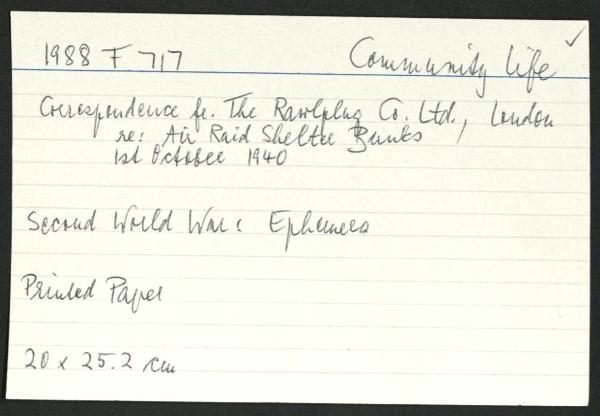 1988 F 717 Community Life ✓
Correspondence fr. The Rawlplug Co. Ltd., London
re: Air Raid Shelter Bunks
1st October 1940
Second World War: Ephemera
Printed Paper
20 x 25.2 cm